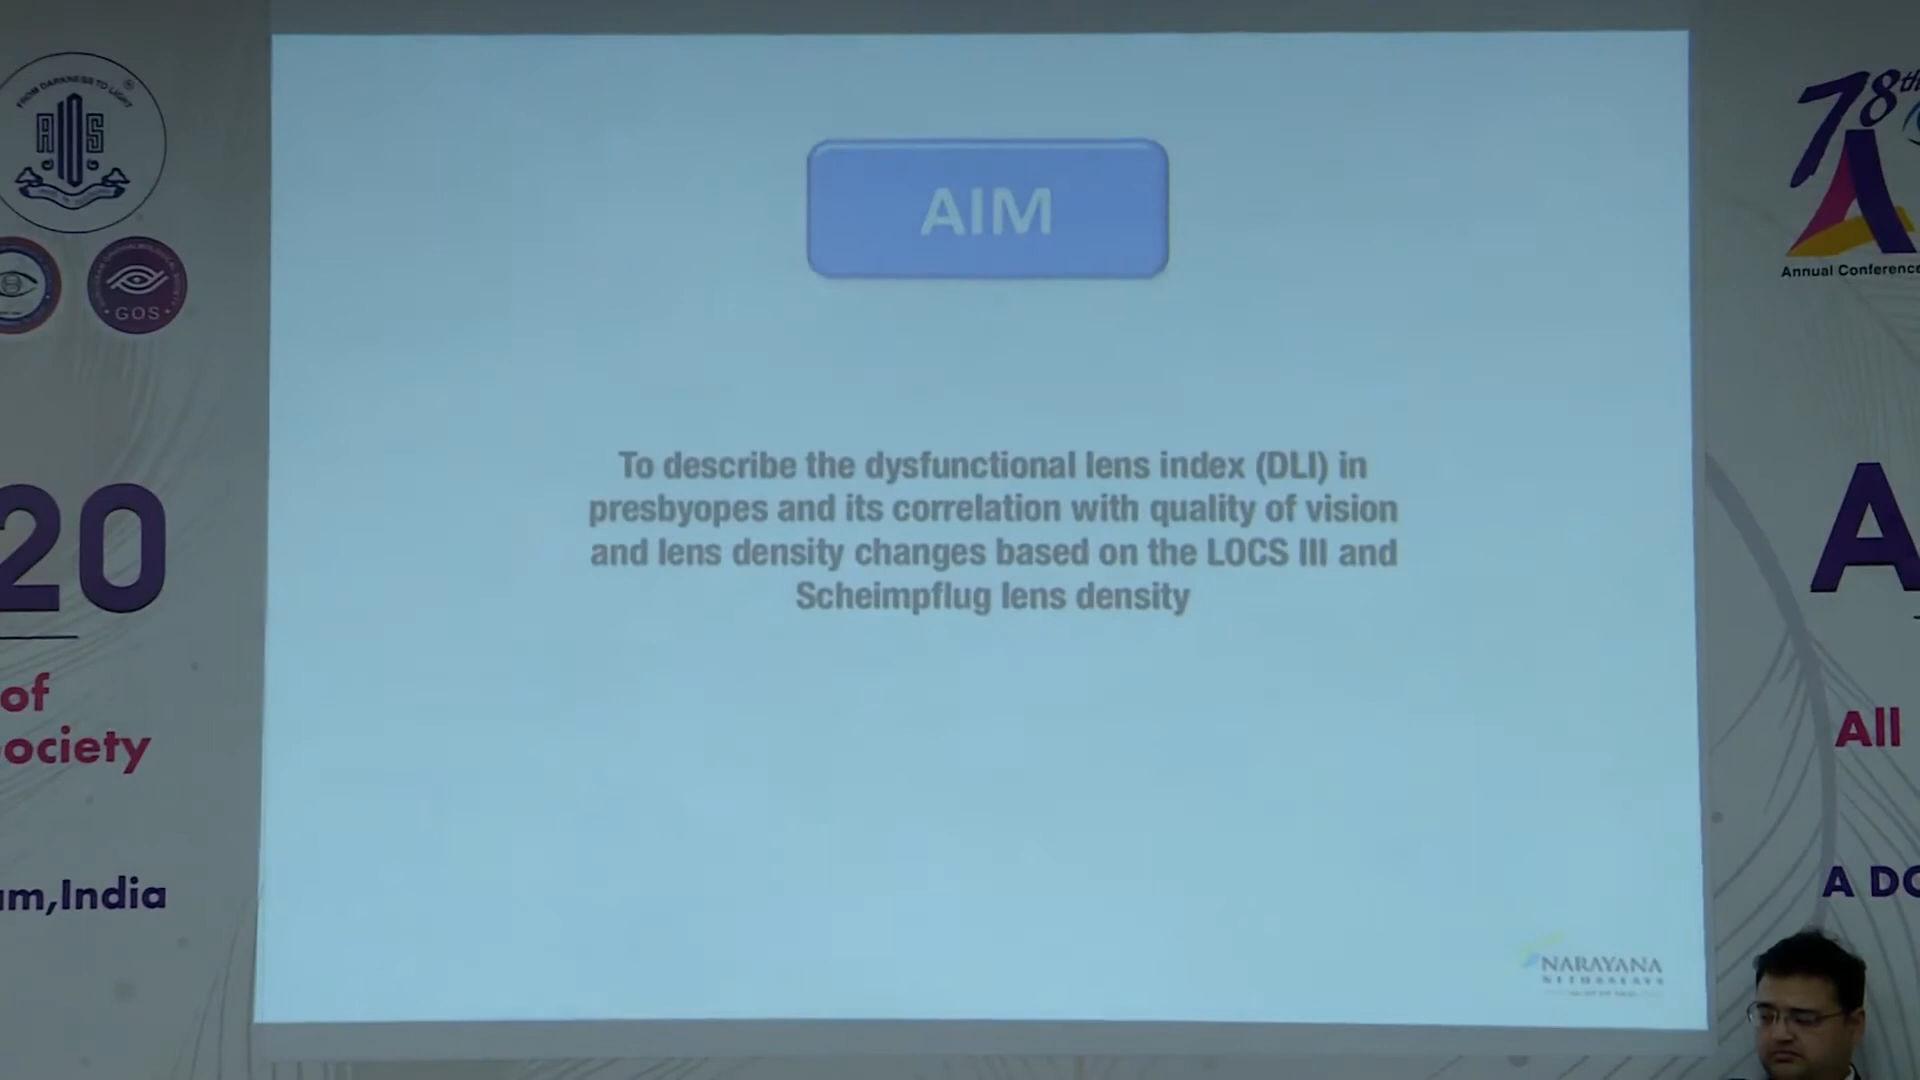 FROM DARKNESS TO LIGHT
AIOS
GOS
20
of
ociety
m,India
AIM
To describe the dysfunctional lens index (DLI) in
presbyopes and its correlation with quality of vision
and lens density changes based on the LOCS III and
Scheimpflug lens density
NARAYANA
NETHRALAYA
78th
Annual Conference
A
All
A DO